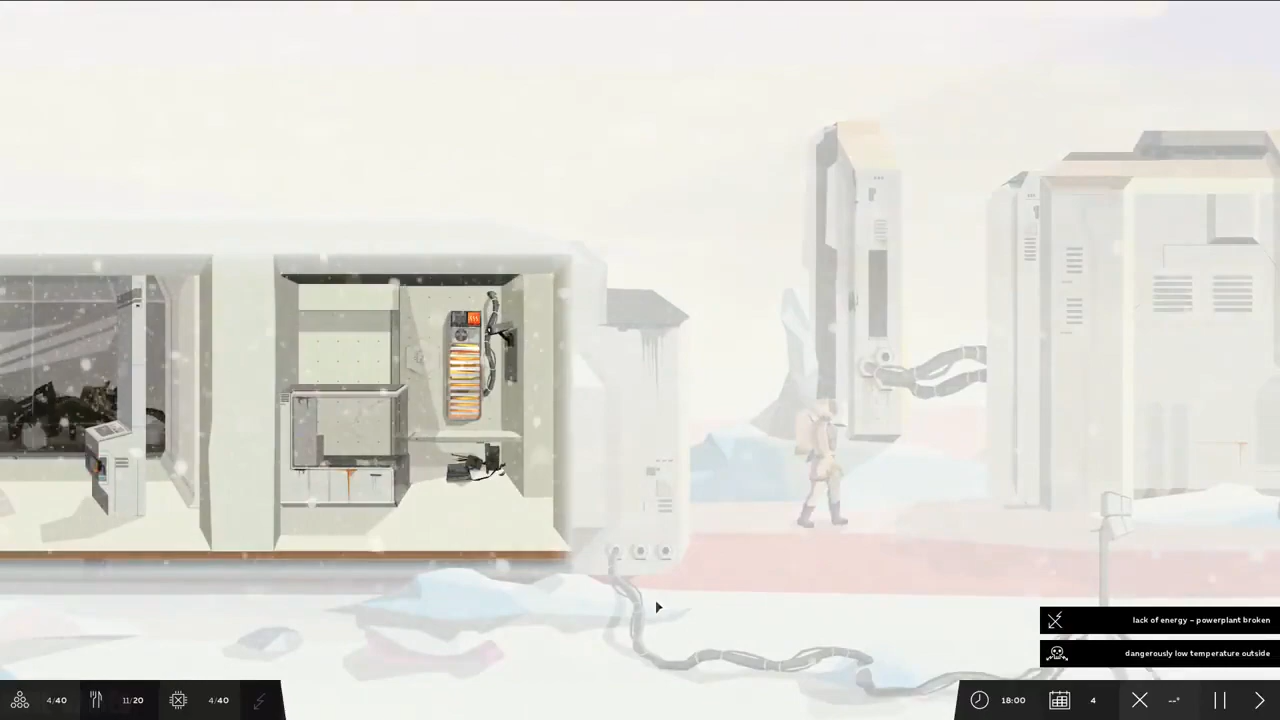 lack of energy – powerplant broken
dangerously low temperature outside
4/40 11/20 4/40 18:00 4 --°